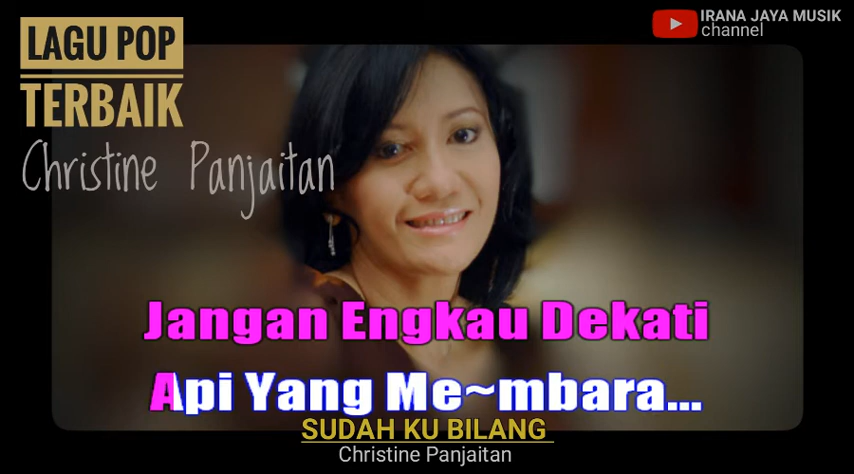 LAGU POP
TERBAIK
Christine Panjaitan
IRANA JAYA MUSIK
channel
Jangan Engkau Dekati
Api Yang Me~mbara...
SUDAH KU BILANG
Christine Panjaitan